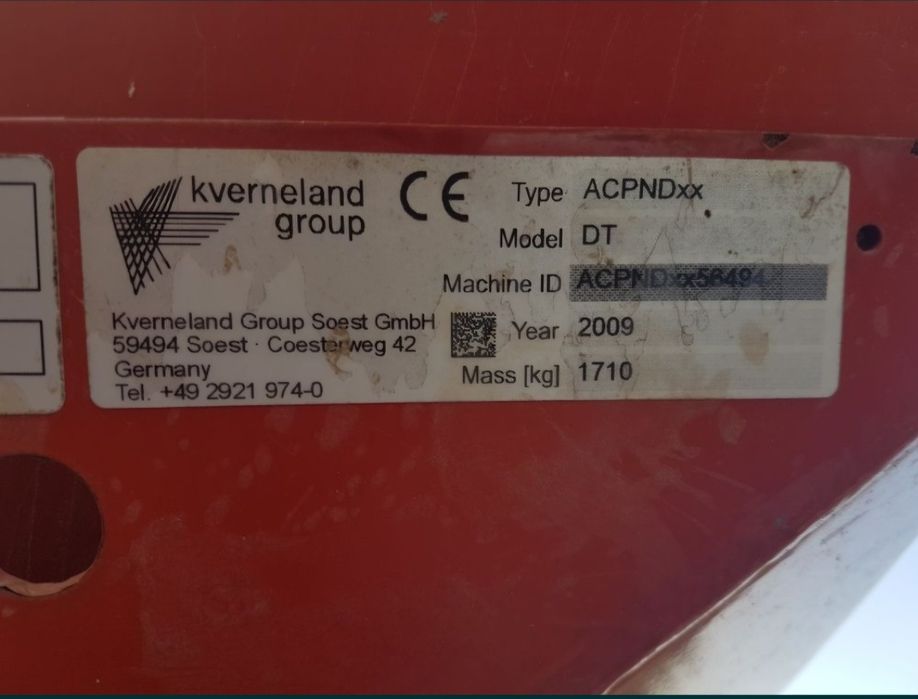 kverneland
group
CE
Type ACPNDxx
Model DT
Machine ID ACPNDxx56494
Kverneland Group Soest GmbH
59494 Soest · Coesterweg 42
Germany
Tel. +49 2921 974-0
Year 2009
Mass [kg] 1710